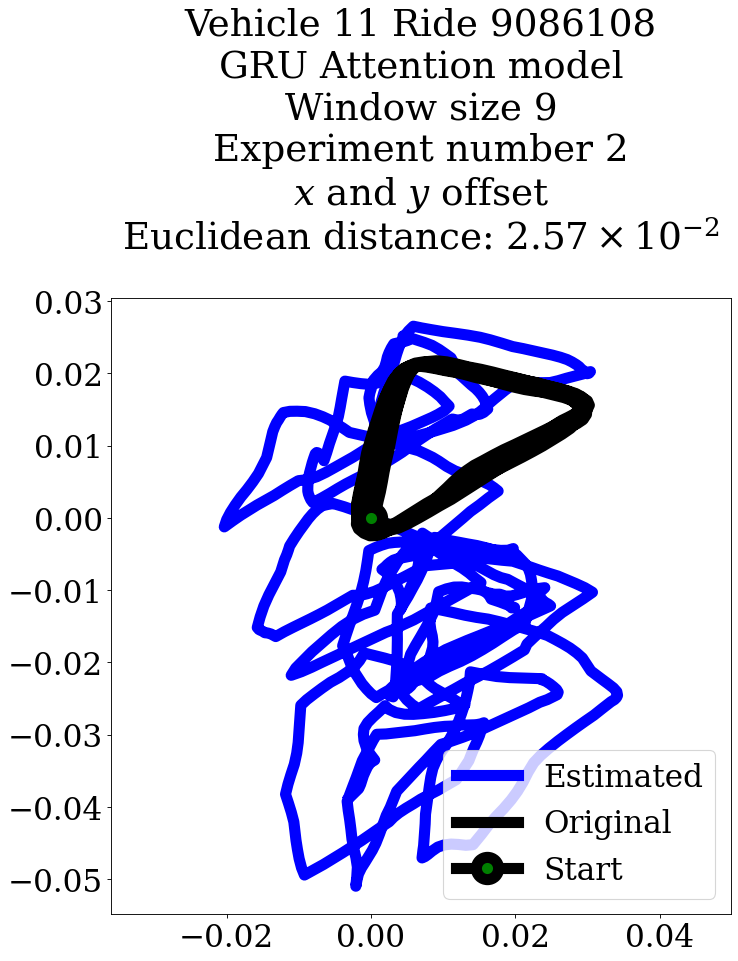 Vehicle 11 Ride 9086108
GRU Attention model
Window size 9
Experiment number 2
x and y offset
Euclidean distance: 2.57 × 10⁻²
0.03
0.02
0.01
0.00
−0.01
−0.02
−0.03
−0.04
−0.05
Estimated
Original
Start
−0.02 0.00 0.02 0.04